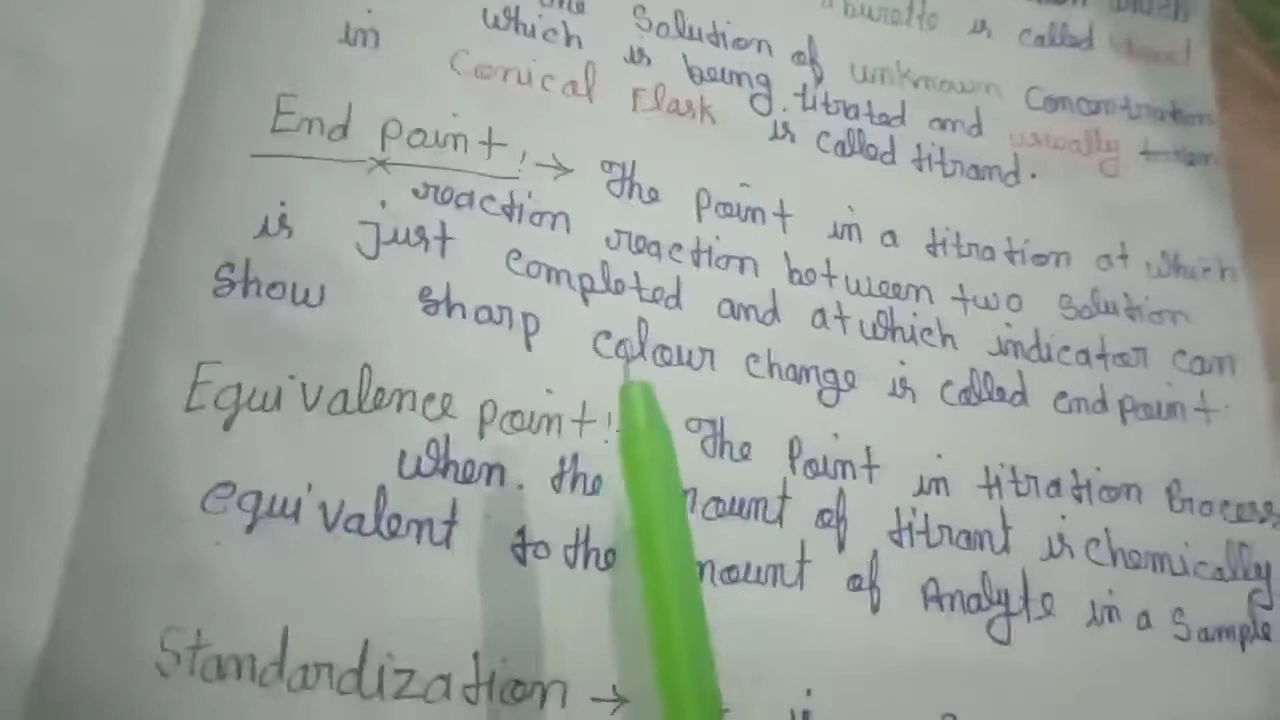 burette is called
the Solution of unknown Concentration
which is being titrated and usually taken
in Conical Flask is called titrand.
End point :→ The point in a titration at which
reaction reaction between two solution
is just completed and at which indicator can
show sharp colour change is called end point.
Equivalence point: The Point in titration Process
when the amount of titrant is chemically
equivalent to the amount of Analyte in a Sample
Standardization →